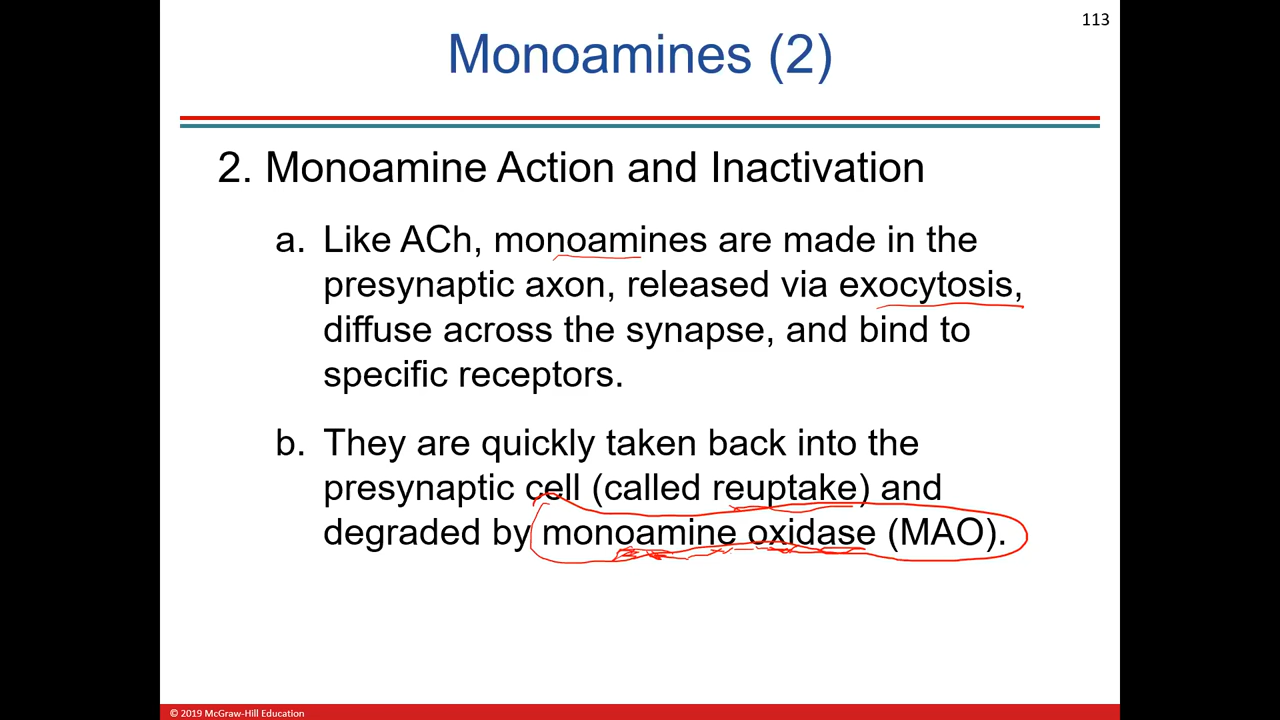 113
Monoamines (2)
2. Monoamine Action and Inactivation
a. Like ACh, monoamines are made in the
presynaptic axon, released via exocytosis,
diffuse across the synapse, and bind to
specific receptors.
b. They are quickly taken back into the
presynaptic cell (called reuptake) and
degraded by monoamine oxidase (MAO).
© 2019 McGraw-Hill Education